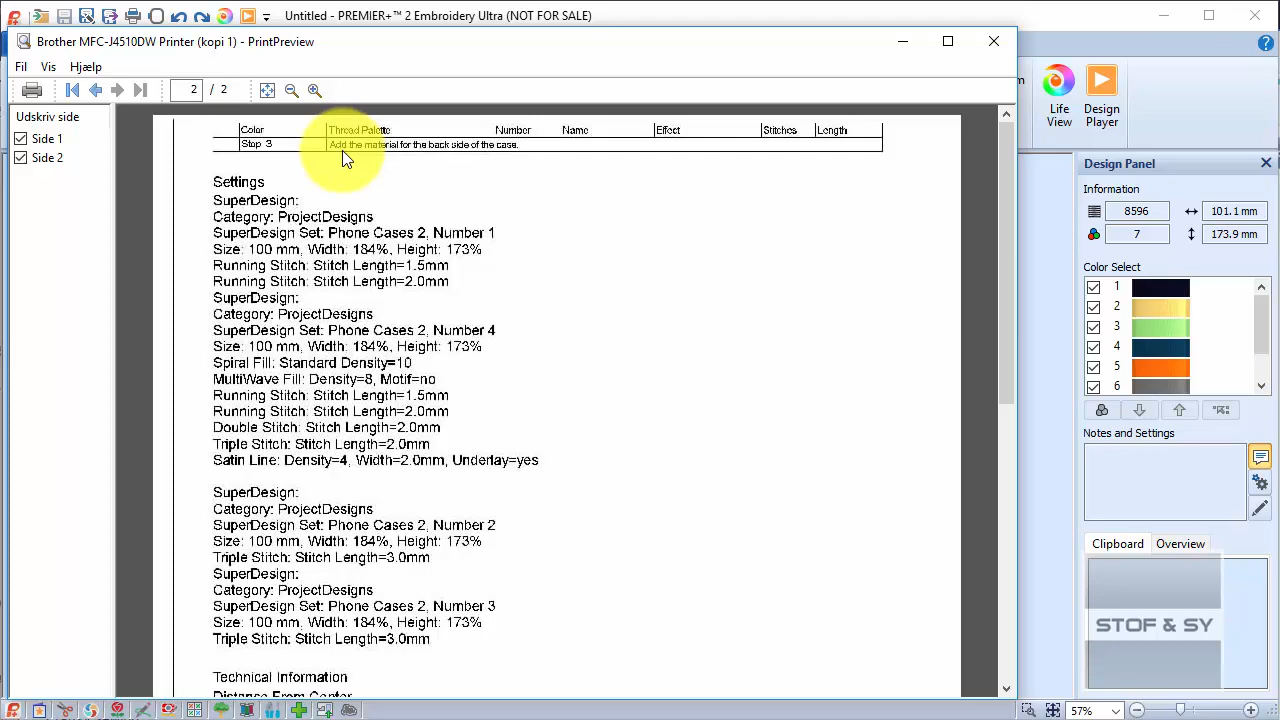 Untitled - PREMIER+™ 2 Embroidery Ultra (NOT FOR SALE)
Brother MFC-J4510DW Printer (kopi 1) - PrintPreview
Fil Vis Hjælp
2 / 2
Udskriv side
Side 1
Side 2
Color Thread Palette Number Name Effect Stitches Length
Stop 3 Add the material for the back side of the case.
Settings
SuperDesign:
Category: ProjectDesigns
SuperDesign Set: Phone Cases 2, Number 1
Size: 100 mm, Width: 184%, Height: 173%
Running Stitch: Stitch Length=1.5mm
Running Stitch: Stitch Length=2.0mm
SuperDesign:
Category: ProjectDesigns
SuperDesign Set: Phone Cases 2, Number 4
Size: 100 mm, Width: 184%, Height: 173%
Spiral Fill: Standard Density=10
MultiWave Fill: Density=8, Motif=no
Running Stitch: Stitch Length=1.5mm
Running Stitch: Stitch Length=2.0mm
Double Stitch: Stitch Length=2.0mm
Triple Stitch: Stitch Length=2.0mm
Satin Line: Density=4, Width=2.0mm, Underlay=yes
SuperDesign:
Category: ProjectDesigns
SuperDesign Set: Phone Cases 2, Number 2
Size: 100 mm, Width: 184%, Height: 173%
Triple Stitch: Stitch Length=3.0mm
SuperDesign:
Category: ProjectDesigns
SuperDesign Set: Phone Cases 2, Number 3
Size: 100 mm, Width: 184%, Height: 173%
Triple Stitch: Stitch Length=3.0mm
Technical Information
Distance From Center
Life View
Design Player
Design Panel
Information
8596 101.1 mm
7 173.9 mm
Color Select
1
2
3
4
5
6
Notes and Settings
Clipboard Overview
STOF & SY
57%